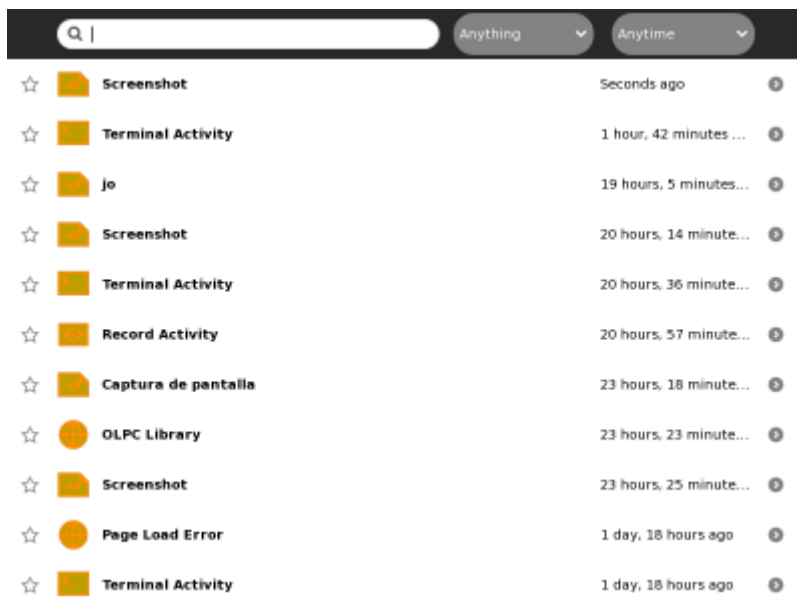 Anything Anytime
Screenshot Seconds ago
Terminal Activity 1 hour, 42 minutes ...
jo 19 hours, 5 minutes...
Screenshot 20 hours, 14 minute...
Terminal Activity 20 hours, 36 minute...
Record Activity 20 hours, 57 minute...
Captura de pantalla 23 hours, 18 minute...
OLPC Library 23 hours, 23 minute...
Screenshot 23 hours, 25 minute...
Page Load Error 1 day, 18 hours ago
Terminal Activity 1 day, 18 hours ago